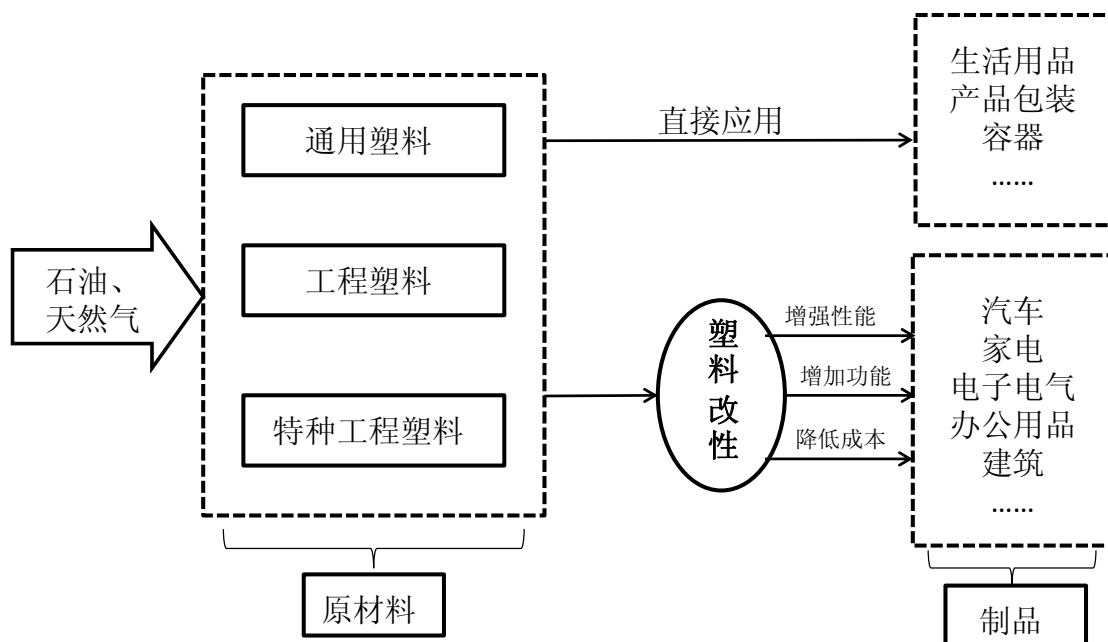 石油、
天然气
通用塑料
工程塑料
特种工程塑料
原材料
直接应用
塑料改性
增强性能
增加功能
降低成本
生活用品
产品包装
容器
……
汽车
家电
电子电气
办公用品
建筑
……
制品